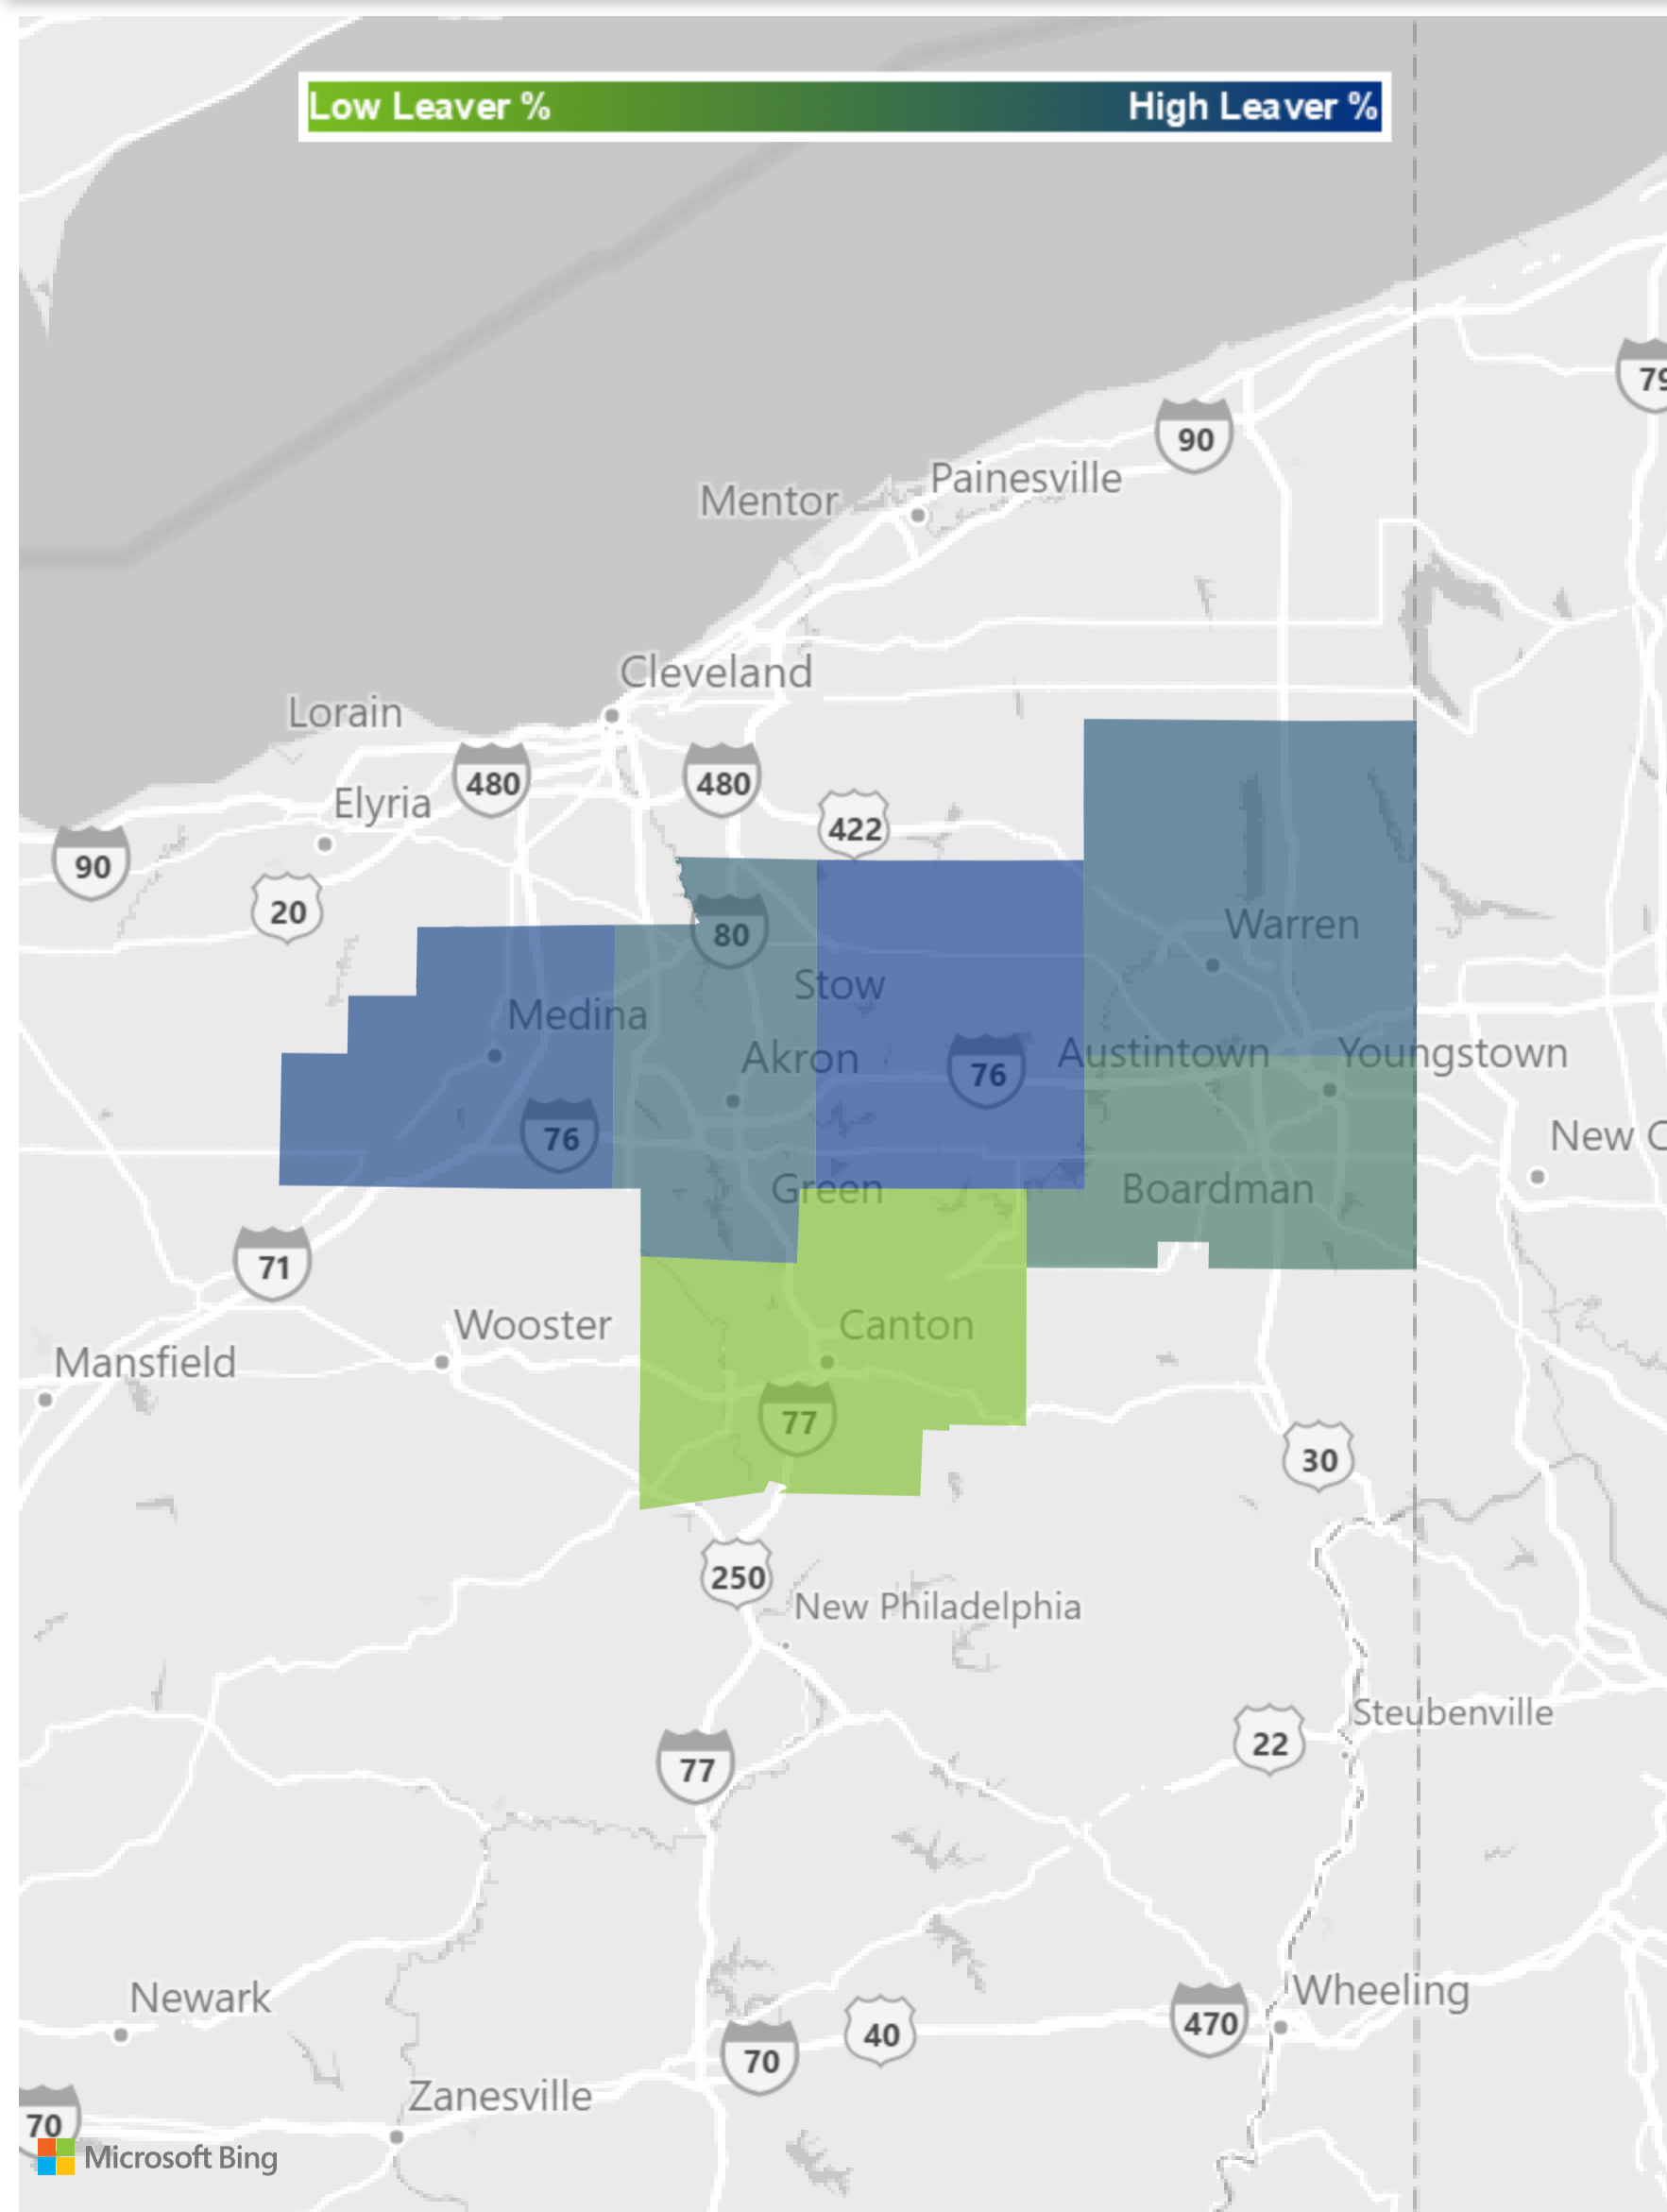 Low Leaver % High Leaver %
79
90
Painesville
Mentor
Cleveland
Lorain
480
480
Elyria
422
90
20
80
Warren
Stow
Medina
Akron
Austintown
Youngstown
76
76
New C
Green
Boardman
71
Wooster
Canton
Mansfield
77
30
250
New Philadelphia
Steubenville
22
77
Newark
Wheeling
470
40
70
Zanesville
70
Microsoft Bing